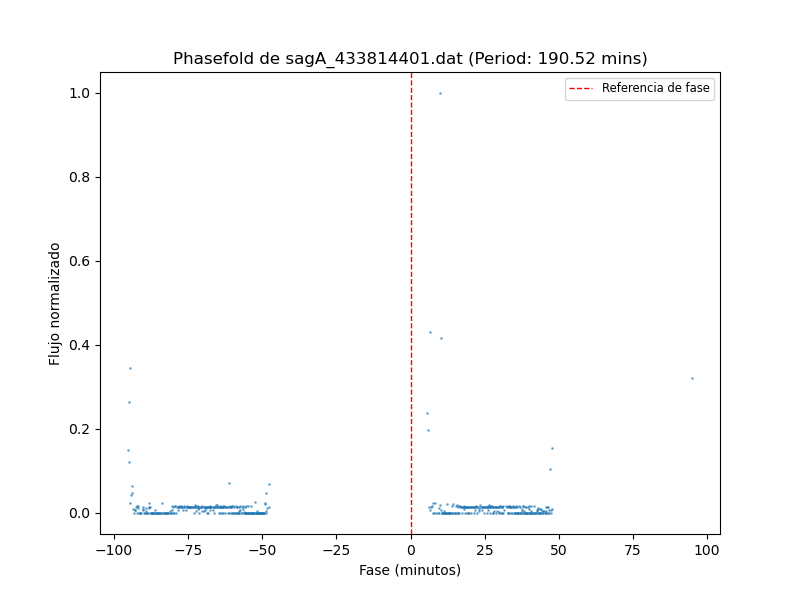 Phasefold de sagA_433814401.dat (Period: 190.52 mins)
Referencia de fase
Flujo normalizado
1.0
0.8
0.6
0.4
0.2
0.0
−100 −75 −50 −25 0 25 50 75 100
Fase (minutos)